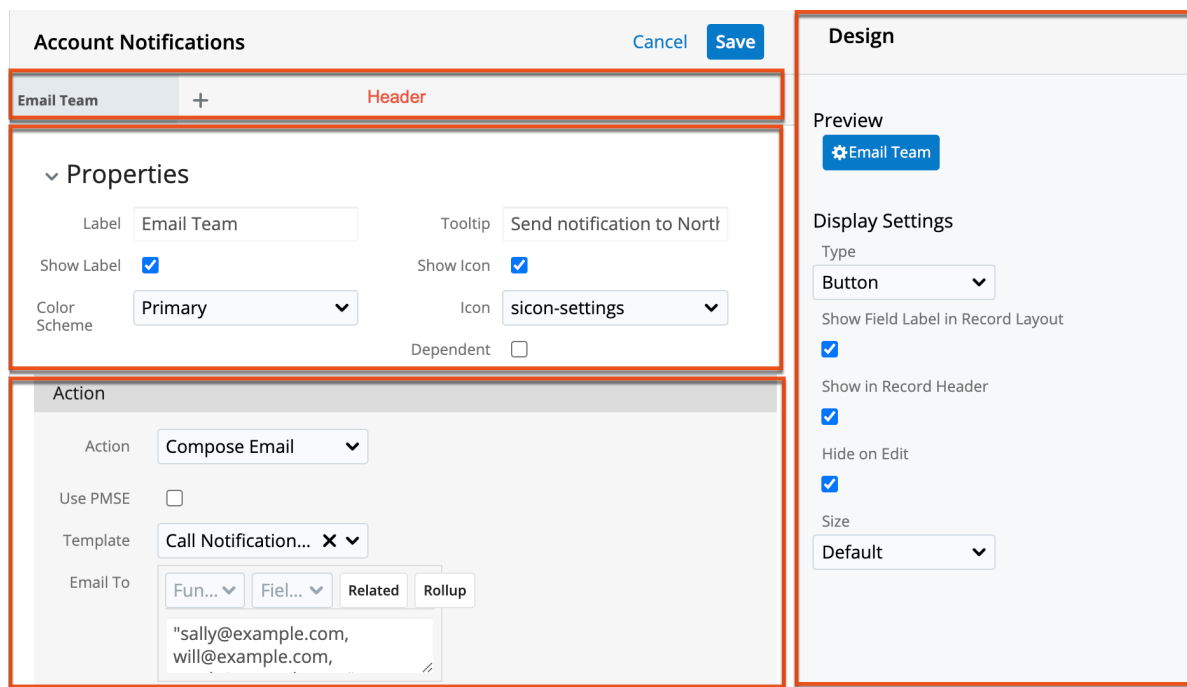 Account Notifications
Cancel
Save
Email Team
+
Header
Properties
Label
Email Team
Tooltip
Send notification to North
Show Label
Show Icon
Color
Scheme
Primary
Icon
sicon-settings
Dependent
Action
Action
Compose Email
Use PMSE
Template
Call Notification...
Email To
Fun...
Fiel...
Related
Rollup
"sally@example.com,
will@example.com,
Design
Preview
Email Team
Display Settings
Type
Button
Show Field Label in Record Layout
Show in Record Header
Hide on Edit
Size
Default